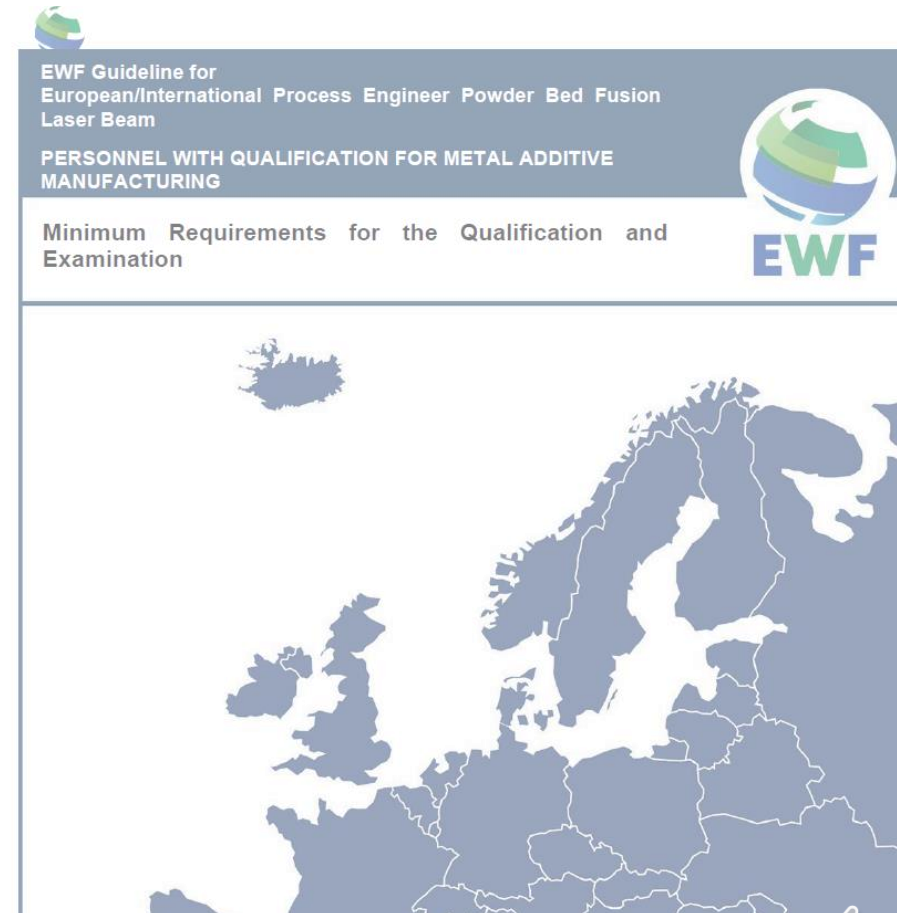 EWF Guideline for
European/International Process Engineer Powder Bed Fusion
Laser Beam
PERSONNEL WITH QUALIFICATION FOR METAL ADDITIVE
MANUFACTURING
Minimum Requirements for the Qualification and
Examination
EWF